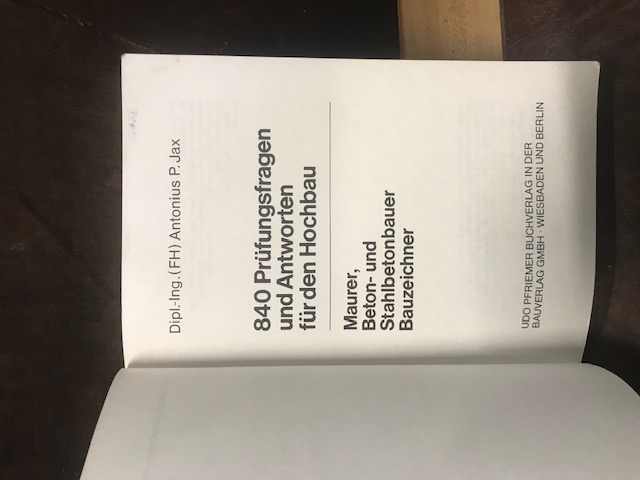 Dipl.-Ing.(FH) Antonius P. Jax
840 Prüfungsfragen
und Antworten
für den Hochbau
Maurer,
Beton- und
Stahlbetonbauer
Bauzeichner
UDO PFRIEMER BUCHVERLAG IN DER
BAUVERLAG GMBH · WIESBADEN UND BERLIN